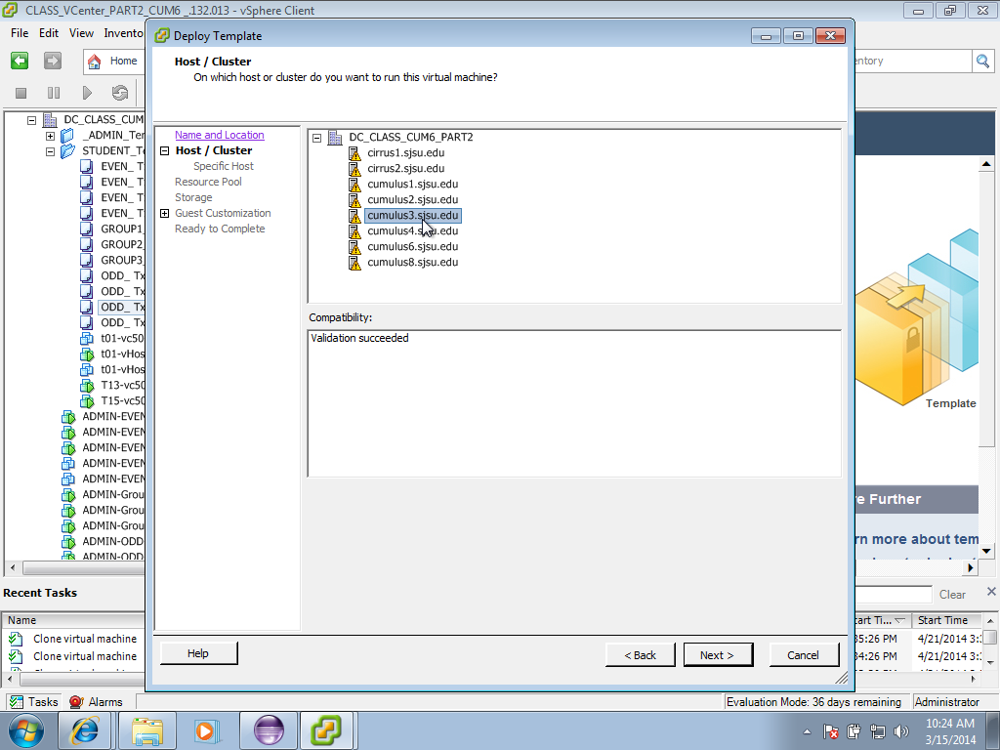 CLASS_VCenter_PART2_CUM6 _.132.013 - vSphere Client
File Edit View Invento
Home
entory
DC_CLASS_CUM
_ADMIN_Ter
STUDENT_Te
EVEN_ T
EVEN_ T
EVEN_ T
EVEN_ T
GROUP1_
GROUP2_
GROUP3_
ODD_ Tx
ODD_ Tx
ODD_ Tx
ODD_ Tx
t01-vc50
t01-vHos
t01-vHos
T13-vc50
T15-vc50
ADMIN-EVEN
ADMIN-EVEN
ADMIN-EVEN
ADMIN-EVEN
ADMIN-EVEN
ADMIN-Grou
ADMIN-Grou
ADMIN-Grou
ADMIN-ODD
ADMIN-ODD
Deploy Template
Host / Cluster
On which host or cluster do you want to run this virtual machine?
Name and Location
Host / Cluster
Specific Host
Resource Pool
Storage
Guest Customization
Ready to Complete
DC_CLASS_CUM6_PART2
cirrus1.sjsu.edu
cirrus2.sjsu.edu
cumulus1.sjsu.edu
cumulus2.sjsu.edu
cumulus3.sjsu.edu
cumulus4.sjsu.edu
cumulus6.sjsu.edu
cumulus8.sjsu.edu
Compatibility:
Validation succeeded
Help
< Back Next > Cancel
Template
re Further
rn more about tem
Recent Tasks
Clear
Name
tart Ti... Start Time
Clone virtual machine
35:26 PM 4/21/2014 3:
Clone virtual machine
34:26 PM 4/21/2014 3:
Tasks Alarms
Evaluation Mode: 36 days remaining Administrator
10:24 AM
3/15/2014